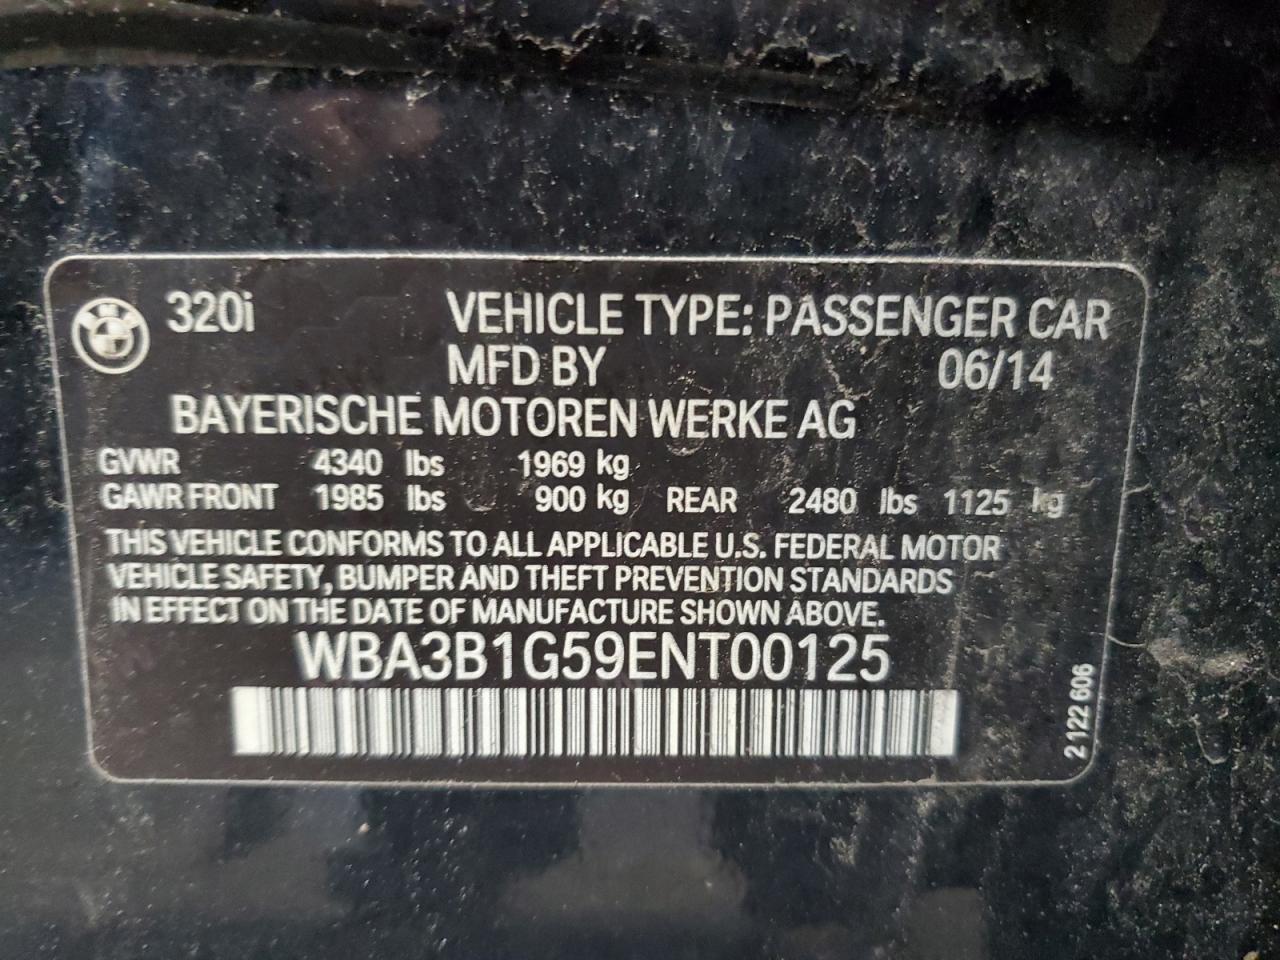 320i VEHICLE TYPE: PASSENGER CAR
MFD BY 06/14
BAYERISCHE MOTOREN WERKE AG
GVWR 4340 lbs 1969 kg
GAWR FRONT 1985 lbs 900 kg REAR 2480 lbs 1125 kg
THIS VEHICLE CONFORMS TO ALL APPLICABLE U.S. FEDERAL MOTOR
VEHICLE SAFETY, BUMPER AND THEFT PREVENTION STANDARDS
IN EFFECT ON THE DATE OF MANUFACTURE SHOWN ABOVE.
WBA3B1G59ENT00125
2 122 606